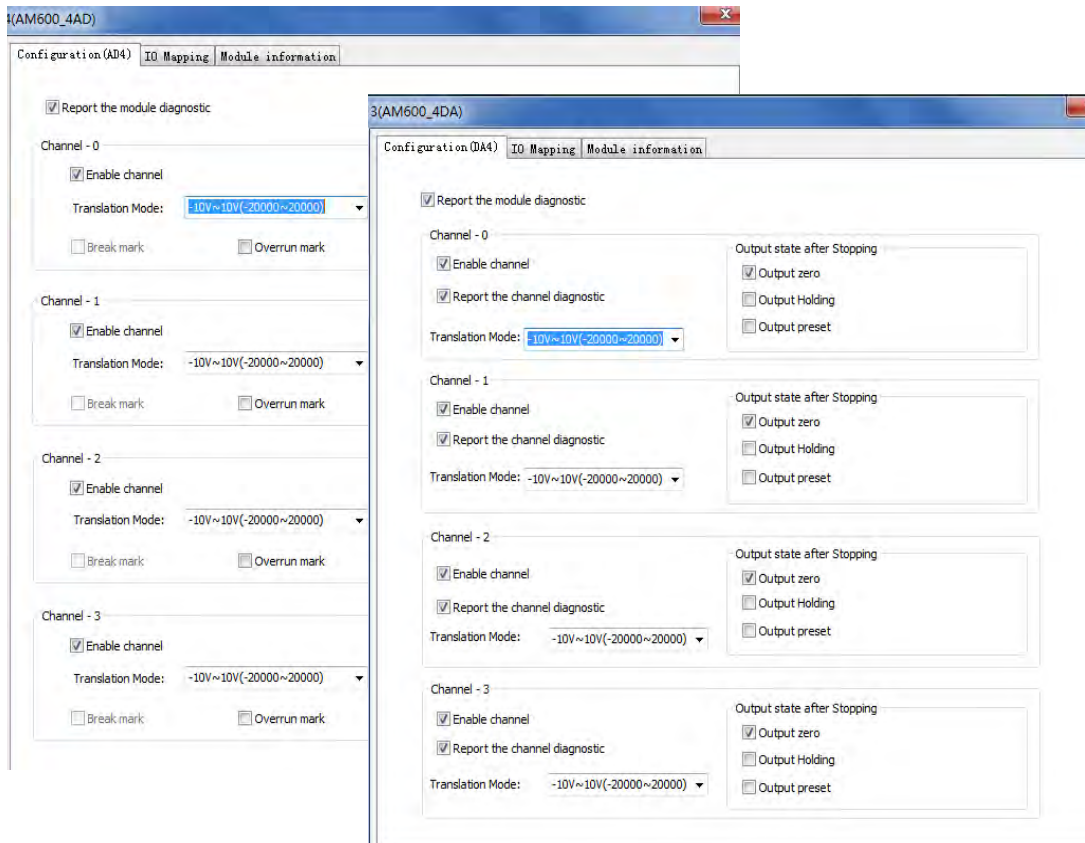 4(AM600_4AD)
Configuration(AD4) IO Mapping Module information
Report the module diagnostic
Channel - 0
Enable channel
Translation Mode: -10V~10V(-20000~20000)
Break mark Overrun mark
Channel - 1
Enable channel
Translation Mode: -10V~10V(-20000~20000)
Break mark Overrun mark
Channel - 2
Enable channel
Translation Mode: -10V~10V(-20000~20000)
Break mark Overrun mark
Channel - 3
Enable channel
Translation Mode: -10V~10V(-20000~20000)
Break mark Overrun mark
3(AM600_4DA)
Configuration(DA4) IO Mapping Module information
Report the module diagnostic
Channel - 0
Enable channel
Report the channel diagnostic
Translation Mode: -10V~10V(-20000~20000)
Output state after Stopping
Output zero
Output Holding
Output preset
Channel - 1
Enable channel
Report the channel diagnostic
Translation Mode: -10V~10V(-20000~20000)
Output state after Stopping
Output zero
Output Holding
Output preset
Channel - 2
Enable channel
Report the channel diagnostic
Translation Mode: -10V~10V(-20000~20000)
Output state after Stopping
Output zero
Output Holding
Output preset
Channel - 3
Enable channel
Report the channel diagnostic
Translation Mode: -10V~10V(-20000~20000)
Output state after Stopping
Output zero
Output Holding
Output preset